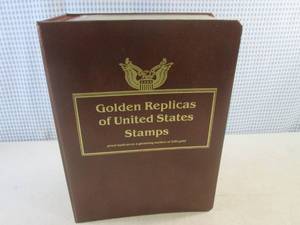 Golden Replicas
of United States
Stamps